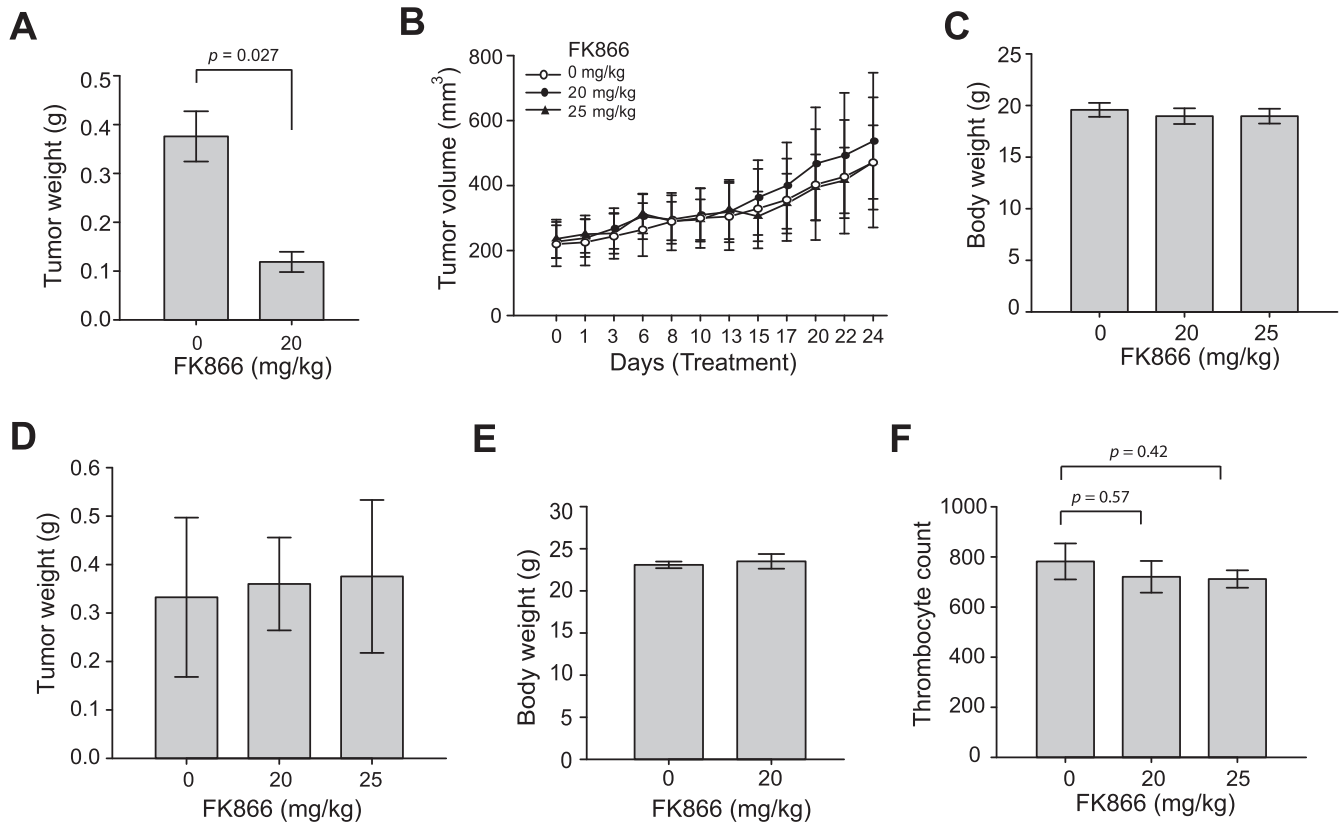 A
p = 0.027
0.5
0.4
0.3
0.2
0.1
0.0
Tumor weight (g)
0 20
FK866 (mg/kg)
B
FK866
0 mg/kg
20 mg/kg
25 mg/kg
800
600
400
200
0
Tumor volume (mm3)
0 1 3 6 8 10 13 15 17 20 22 24
Days (Treatment)
C
25
20
15
10
5
0
Body weight (g)
0 20 25
FK866 (mg/kg)
D
0.6
0.5
0.4
0.3
0.2
0.1
0.0
Tumor weight (g)
0 20 25
FK866 (mg/kg)
E
30
25
20
15
10
5
0
Body weight (g)
0 20
FK866 (mg/kg)
F
p = 0.42
p = 0.57
1000
800
600
400
200
0
Thrombocyte count
0 20 25
FK866 (mg/kg)